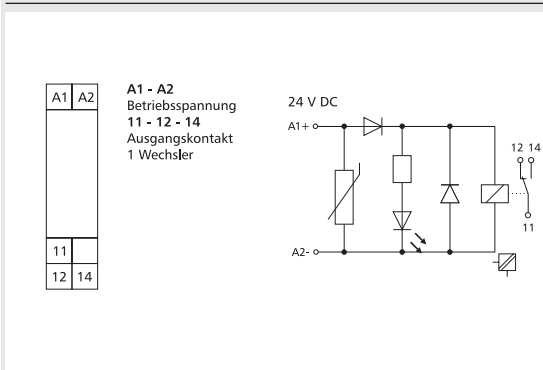 A1 A2
11
12 14
A1 - A2
Betriebsspannung
11 - 12 - 14
Ausgangskontakt
1 Wechsler
24 V DC
A1+
A2-
12 14
11